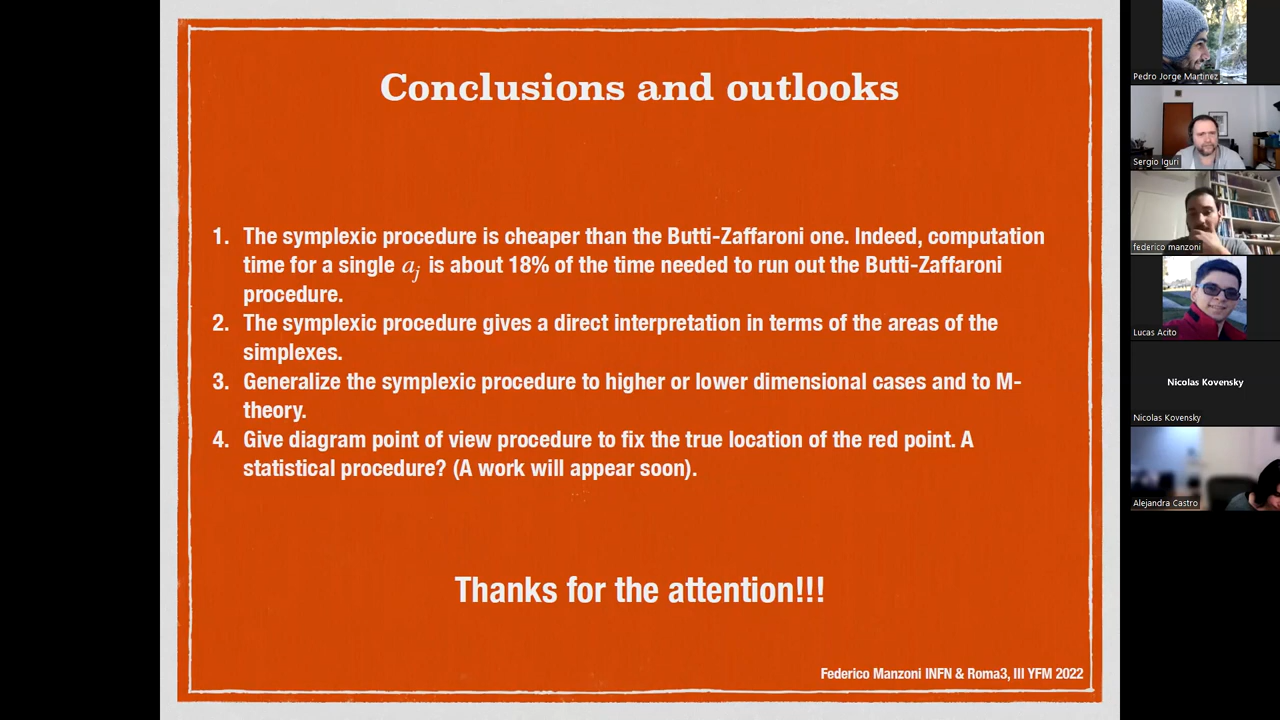 Conclusions and outlooks
1. The symplexic procedure is cheaper than the Butti-Zaffaroni one. Indeed, computation
time for a single a_j is about 18% of the time needed to run out the Butti-Zaffaroni
procedure.
2. The symplexic procedure gives a direct interpretation in terms of the areas of the
simplexes.
3. Generalize the symplexic procedure to higher or lower dimensional cases and to M-
theory.
4. Give diagram point of view procedure to fix the true location of the red point. A
statistical procedure? (A work will appear soon).
Thanks for the attention!!!
Federico Manzoni INFN & Roma3, III YFM 2022
Pedro Jorge Martinez
Sergio Iguri
federico manzoni
Lucas Acito
Nicolas Kovensky
Nicolas Kovensky
Alejandra Castro